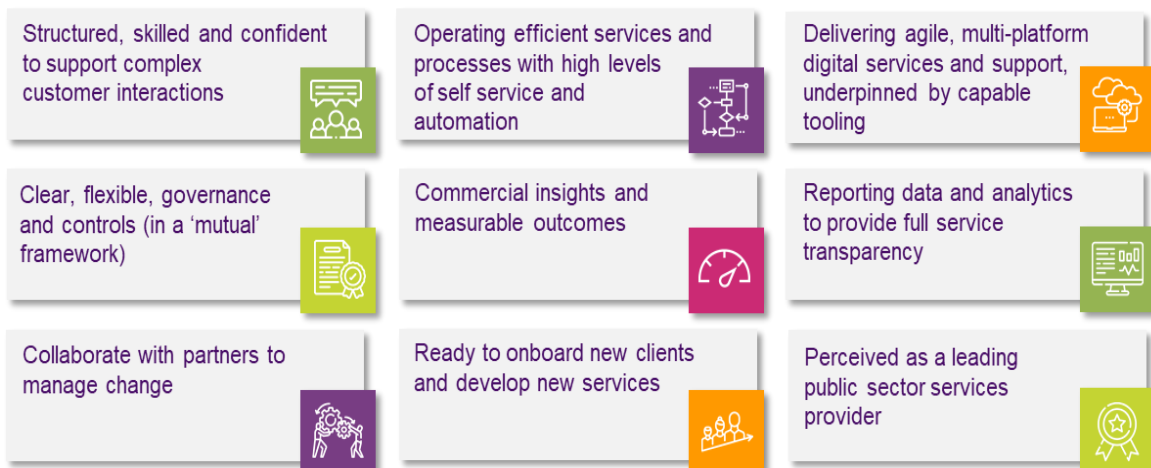 Structured, skilled and confident
to support complex
customer interactions
Operating efficient services and
processes with high levels
of self service and
automation
Delivering agile, multi-platform
digital services and support,
underpinned by capable
tooling
Clear, flexible, governance
and controls (in a ‘mutual’
framework)
Commercial insights and
measurable outcomes
Reporting data and analytics
to provide full service
transparency
Collaborate with partners to
manage change
Ready to onboard new clients
and develop new services
Perceived as a leading
public sector services
provider